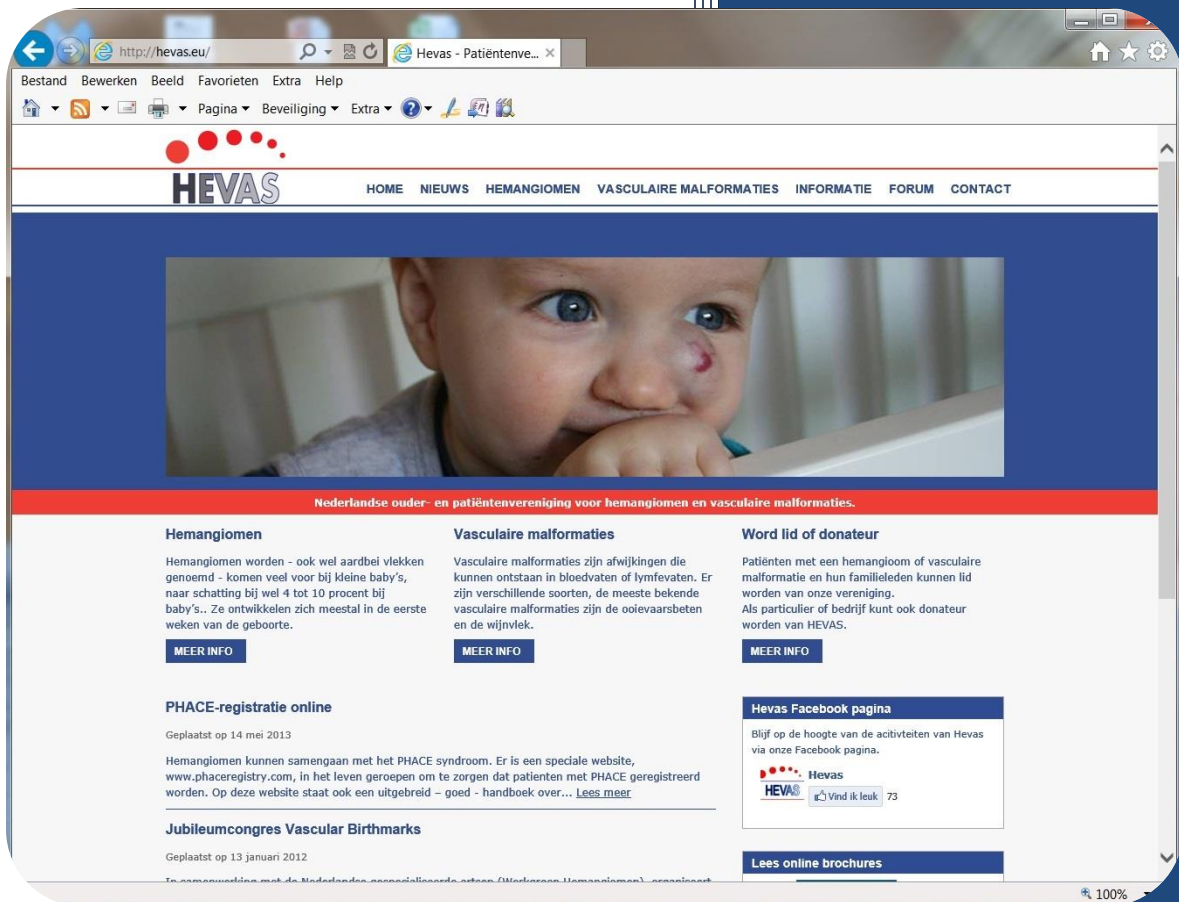 http://hevas.eu/
Hevas - Patiëntenve...
Bestand Bewerken Beeld Favorieten Extra Help
Pagina Beveiliging Extra
HEVAS
HOME NIEUWS HEMANGIOMEN VASCULAIRE MALFORMATIES INFORMATIE FORUM CONTACT
Nederlandse ouder- en patiëntenvereniging voor hemangiomen en vasculaire malformaties.
Hemangiomen
Hemangiomen worden - ook wel aardbei vlekken
genoemd - komen veel voor bij kleine baby's,
naar schatting bij wel 4 tot 10 procent bij
baby's.. Ze ontwikkelen zich meestal in de eerste
weken van de geboorte.
MEER INFO
Vasculaire malformaties
Vasculaire malformaties zijn afwijkingen die
kunnen ontstaan in bloedvaten of lymfevaten. Er
zijn verschillende soorten, de meeste bekende
vasculaire malformaties zijn de ooievaarsbeten
en de wijnvlek.
MEER INFO
Word lid of donateur
Patiënten met een hemangioom of vasculaire
malformatie en hun familieleden kunnen lid
worden van onze vereniging.
Als particulier of bedrijf kunt ook donateur
worden van HEVAS.
MEER INFO
PHACE-registratie online
Geplaatst op 14 mei 2013
Hemangiomen kunnen samengaan met het PHACE syndroom. Er is een speciale website,
www.phaceregistry.com, in het leven geroepen om te zorgen dat patienten met PHACE geregistreerd
worden. Op deze website staat ook een uitgebreid – goed - handboek over... Lees meer
Jubileumcongres Vascular Birthmarks
Geplaatst op 13 januari 2012
In samenwerking met de Nederlandse gespecialiseerde artsen (Werkgroep Hemangiomen), organiseert
Hevas Facebook pagina
Blijf op de hoogte van de acitivteiten van Hevas
via onze Facebook pagina.
HEVAS
Hevas
Vind ik leuk 73
Lees online brochures
100%